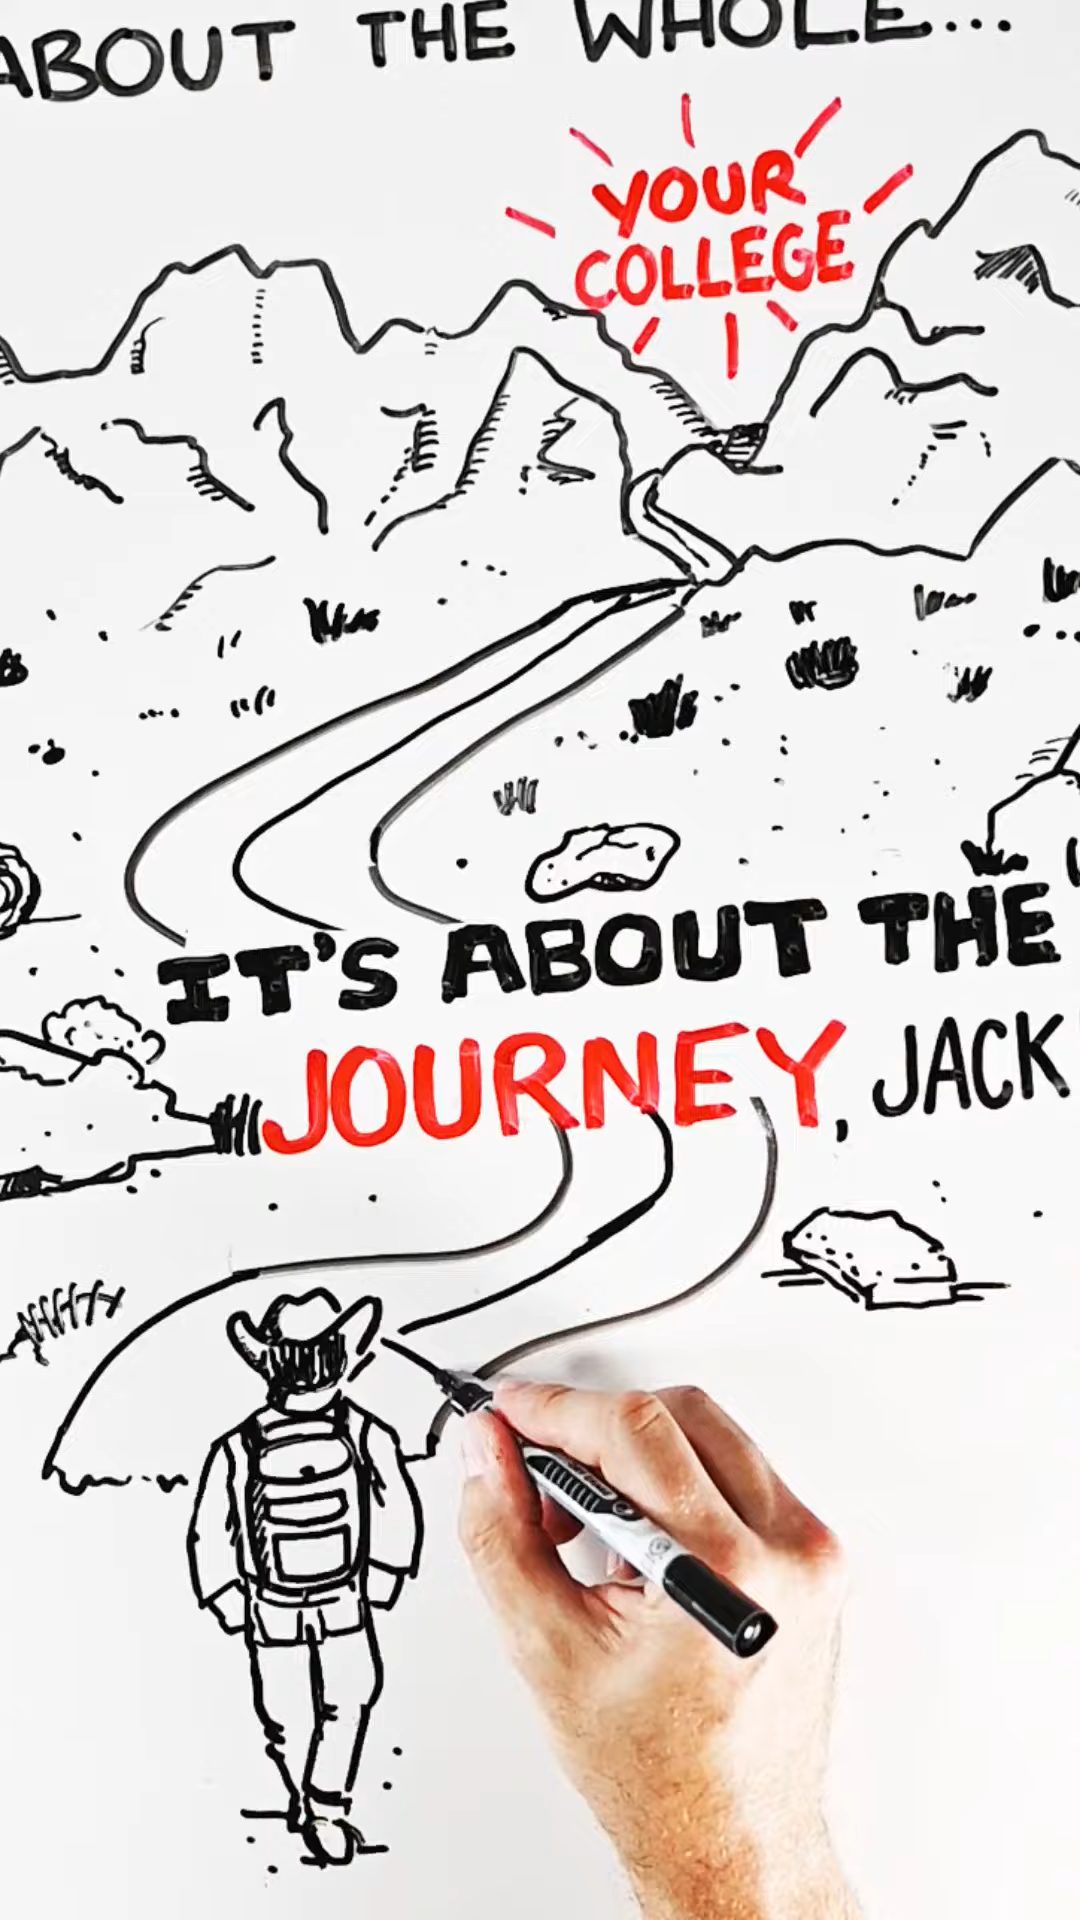 ABOUT THE WHOLE...
YOUR
COLLEGE
IT'S ABOUT THE
JOURNEY, JACK